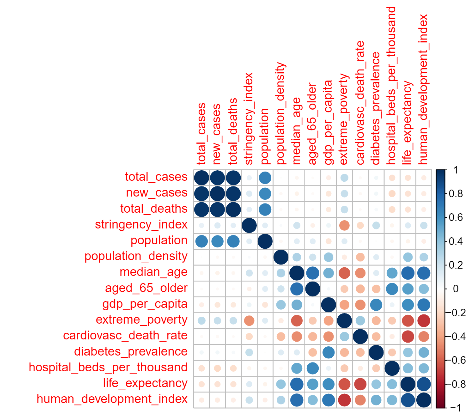 total_cases
new_cases
total_deaths
stringency_index
population
population_density
median_age
aged_65_older
gdp_per_capita
extreme_poverty
cardiovasc_death_rate
diabetes_prevalence
hospital_beds_per_thousand
life_expectancy
human_development_index
total_cases
new_cases
total_deaths
stringency_index
population
population_density
median_age
aged_65_older
gdp_per_capita
extreme_poverty
cardiovasc_death_rate
diabetes_prevalence
hospital_beds_per_thousand
life_expectancy
human_development_index
1
0.8
0.6
0.4
0.2
0
-0.2
-0.4
-0.6
-0.8
-1